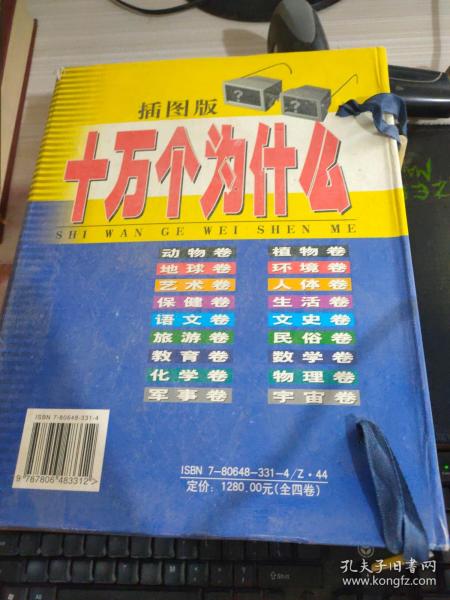 插图版
? ?
十万个为什么
SHI WAN GE WEI SHEN ME
动物卷 植物卷
地球卷 环境卷
艺术卷 人体卷
保健卷 生活卷
语文卷 文史卷
旅游卷 民俗卷
教育卷 数学卷
化学卷 物理卷
军事卷 宇宙卷
ISBN 7-80648-331-4
9 787806 483312 >
ISBN 7-80648-331-4/Z·44
定价：1280.00元(全四卷)
Shift
孔夫子旧书网
www.kongfz.com